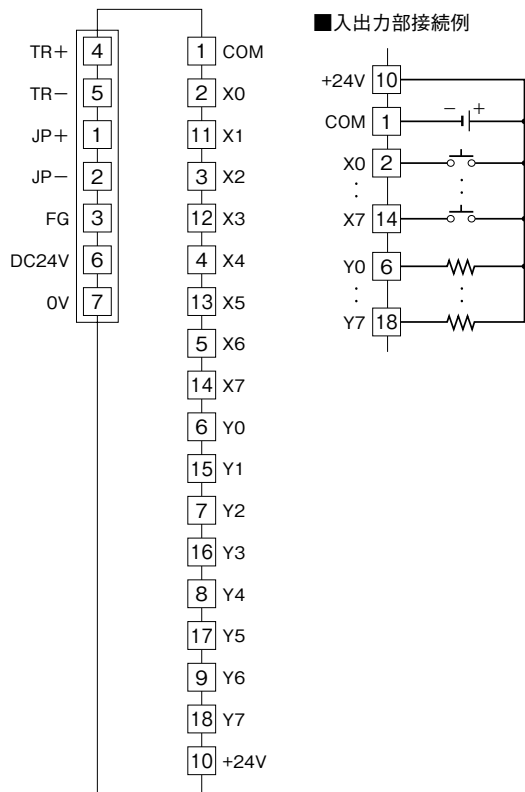 TR+ 4
TR− 5
JP+ 1
JP− 2
FG 3
DC24V 6
0V 7
1 COM
2 X0
11 X1
3 X2
12 X3
4 X4
13 X5
5 X6
14 X7
6 Y0
15 Y1
7 Y2
16 Y3
8 Y4
17 Y5
9 Y6
18 Y7
10 +24V
■入出力部接続例
+24V 10
COM 1 − +
X0 2
X7 14
Y0 6
Y7 18